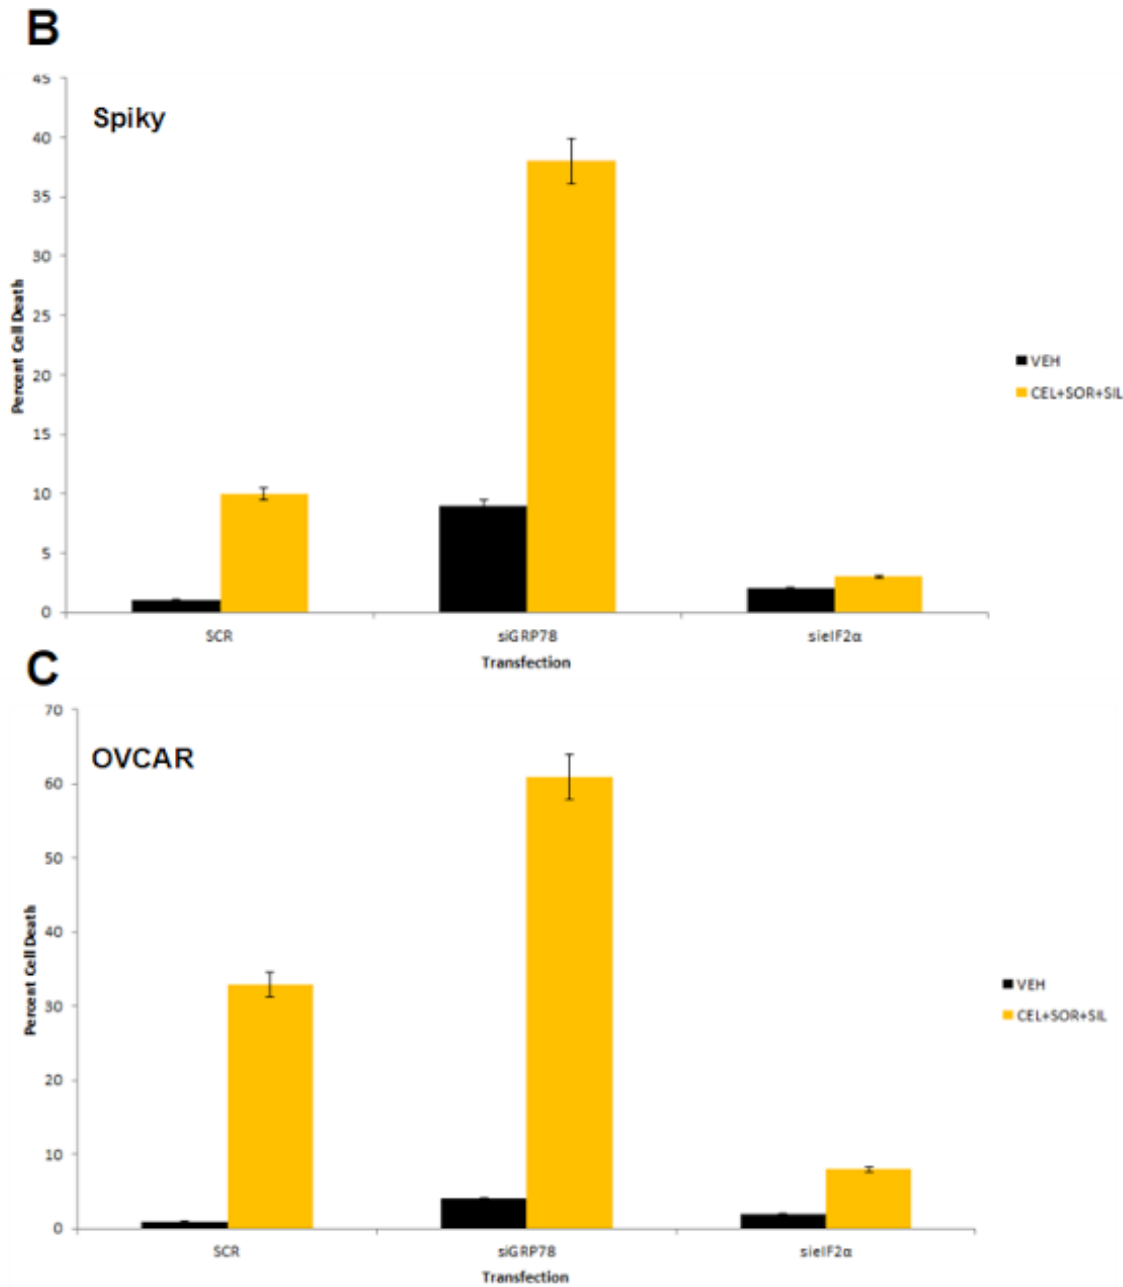 B
45
Spiky
40
35
30
25
20
15
10
5
0
Percent Cell Death
SCR siGRP78 sieIF2α
Transfection
VEH
CEL+SOR+SIL
C
70
OVCAR
60
50
40
30
20
10
0
Percent Cell Death
SCR siGRP78 sieIF2α
Transfection
VEH
CEL+SOR+SIL